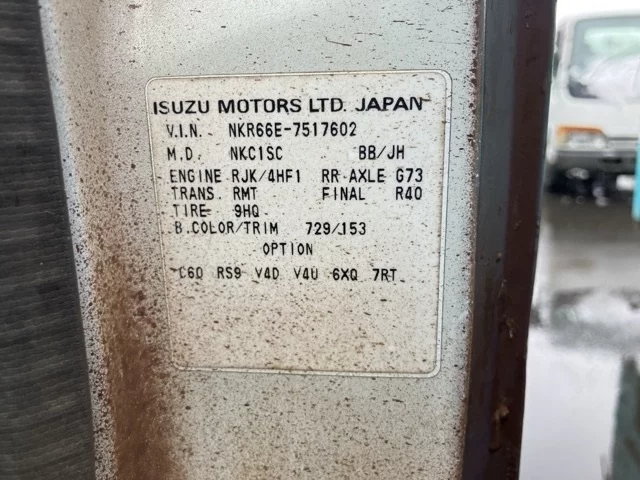 ISUZU MOTORS LTD. JAPAN
V.I.N. NKR66E-7517602
M.D. NKC1SC BB/JH
ENGINE RJK/4HF1 RR AXLE G73
TRANS. RMT FINAL R40
TIRE 9HQ
B.COLOR/TRIM 729/153
OPTION
C60 RS9 V4D V4U 6XQ 7RT